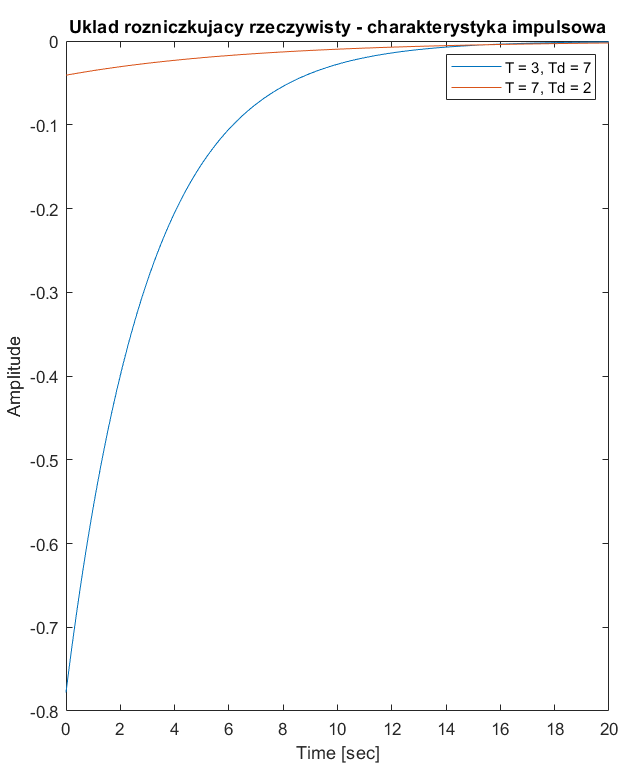 Uklad rozniczkujacy rzeczywisty - charakterystyka impulsowa
T = 3, Td = 7
T = 7, Td = 2
0
-0.1
-0.2
-0.3
-0.4
-0.5
-0.6
-0.7
-0.8
Amplitude
0 2 4 6 8 10 12 14 16 18 20
Time [sec]